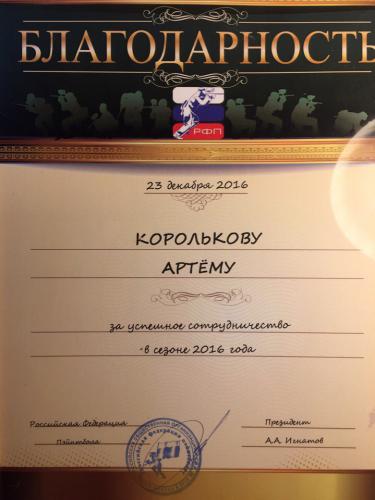 БЛАГОДАРНОСТЬ
РФП
23 декабря 2016
КОРОЛЬКОВУ
АРТЁМУ
за успешное сотрудничество
в сезоне 2016 года
Российская Федерация
Пэйнтбола
Президент
А.А. Игнатов